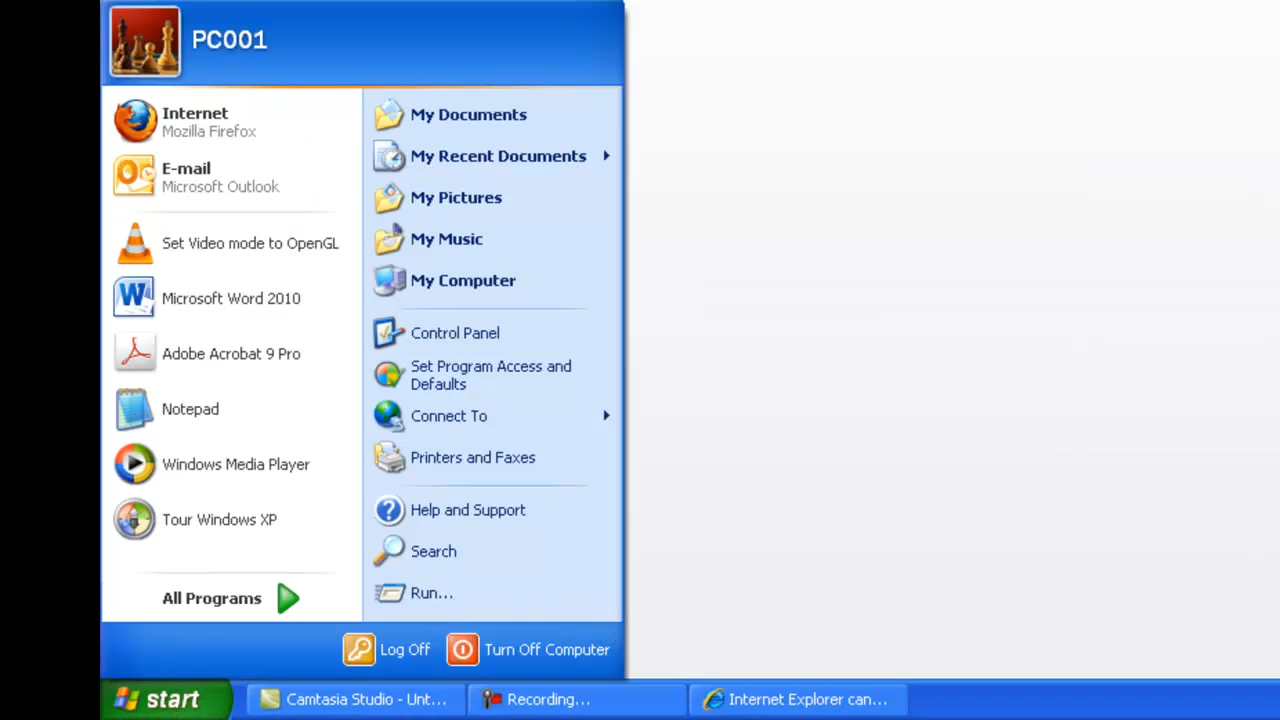 PC001
Internet
Mozilla Firefox
E-mail
Microsoft Outlook
Set Video mode to OpenGL
Microsoft Word 2010
Adobe Acrobat 9 Pro
Notepad
Windows Media Player
Tour Windows XP
All Programs
My Documents
My Recent Documents
My Pictures
My Music
My Computer
Control Panel
Set Program Access and
Defaults
Connect To
Printers and Faxes
Help and Support
Search
Run...
Log Off
Turn Off Computer
start
Camtasia Studio - Unt...
Recording...
Internet Explorer can...